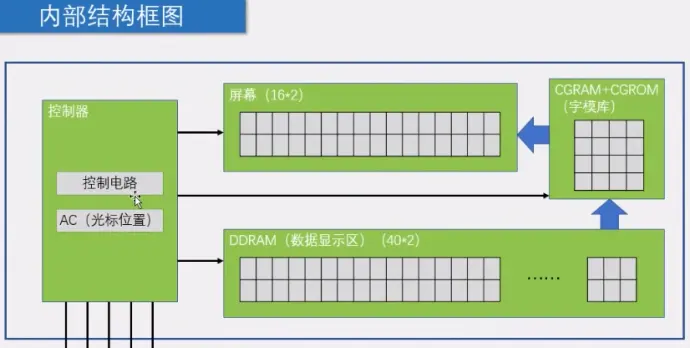 内部结构框图
控制器
控制电路
AC（光标位置）
屏幕（16*2）
CGRAM+CGROM
（字模库）
DDRAM（数据显示区）（40*2）
……